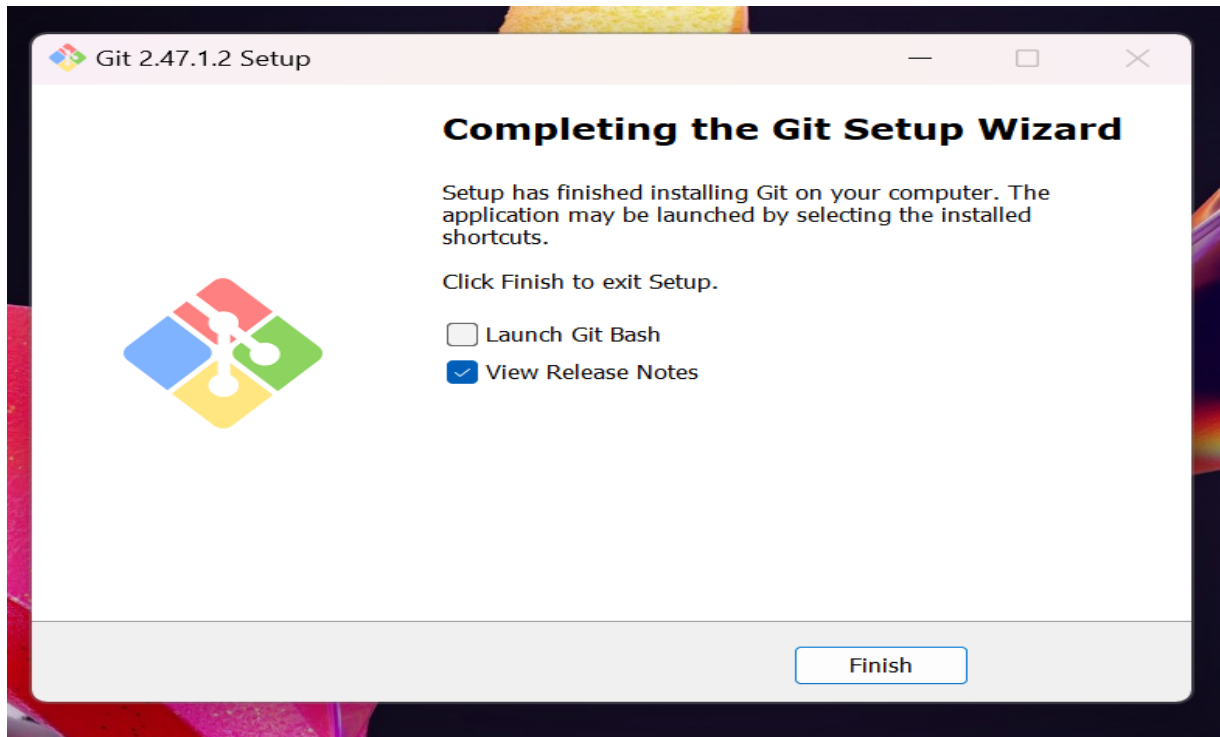 Git 2.47.1.2 Setup
Completing the Git Setup Wizard
Setup has finished installing Git on your computer. The
application may be launched by selecting the installed
shortcuts.
Click Finish to exit Setup.
Launch Git Bash
View Release Notes
Finish